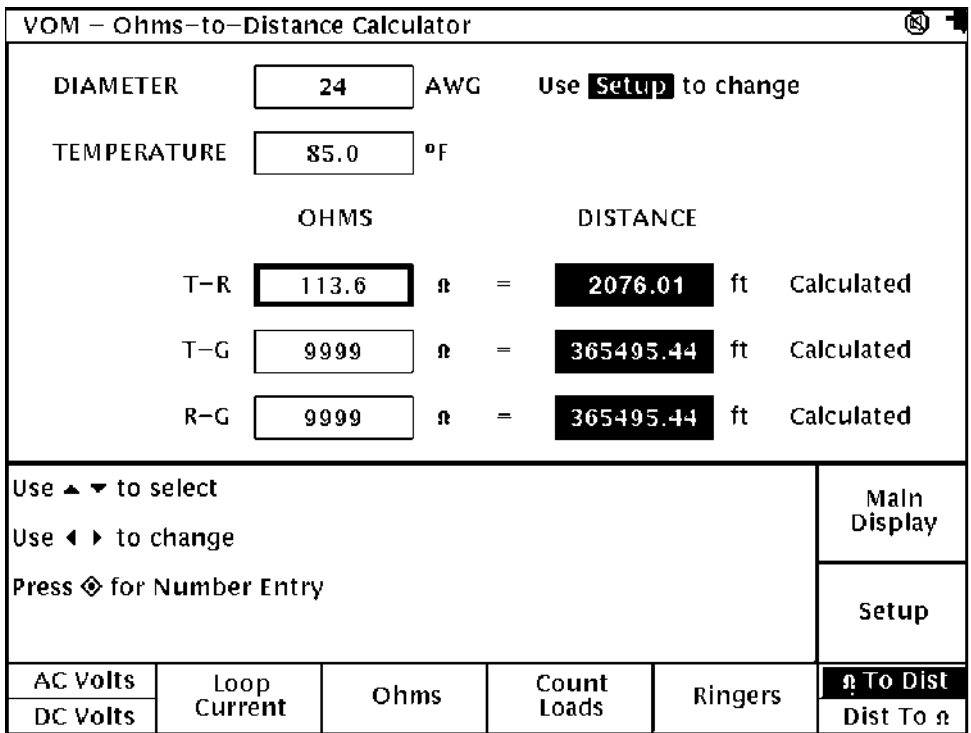 VOM – Ohms–to–Distance Calculator
DIAMETER 24 AWG Use Setup to change
TEMPERATURE 85.0 °F
OHMS DISTANCE
T–R 113.6 Ω = 2076.01 ft Calculated
T–G 9999 Ω = 365495.44 ft Calculated
R–G 9999 Ω = 365495.44 ft Calculated
Use ▲ ▼ to select
Use ◀ ▶ to change
Press ◈ for Number Entry
Main
Display
Setup
AC Volts
DC Volts
Loop
Current
Ohms
Count
Loads
Ringers
Ω To Dist
Dist To Ω